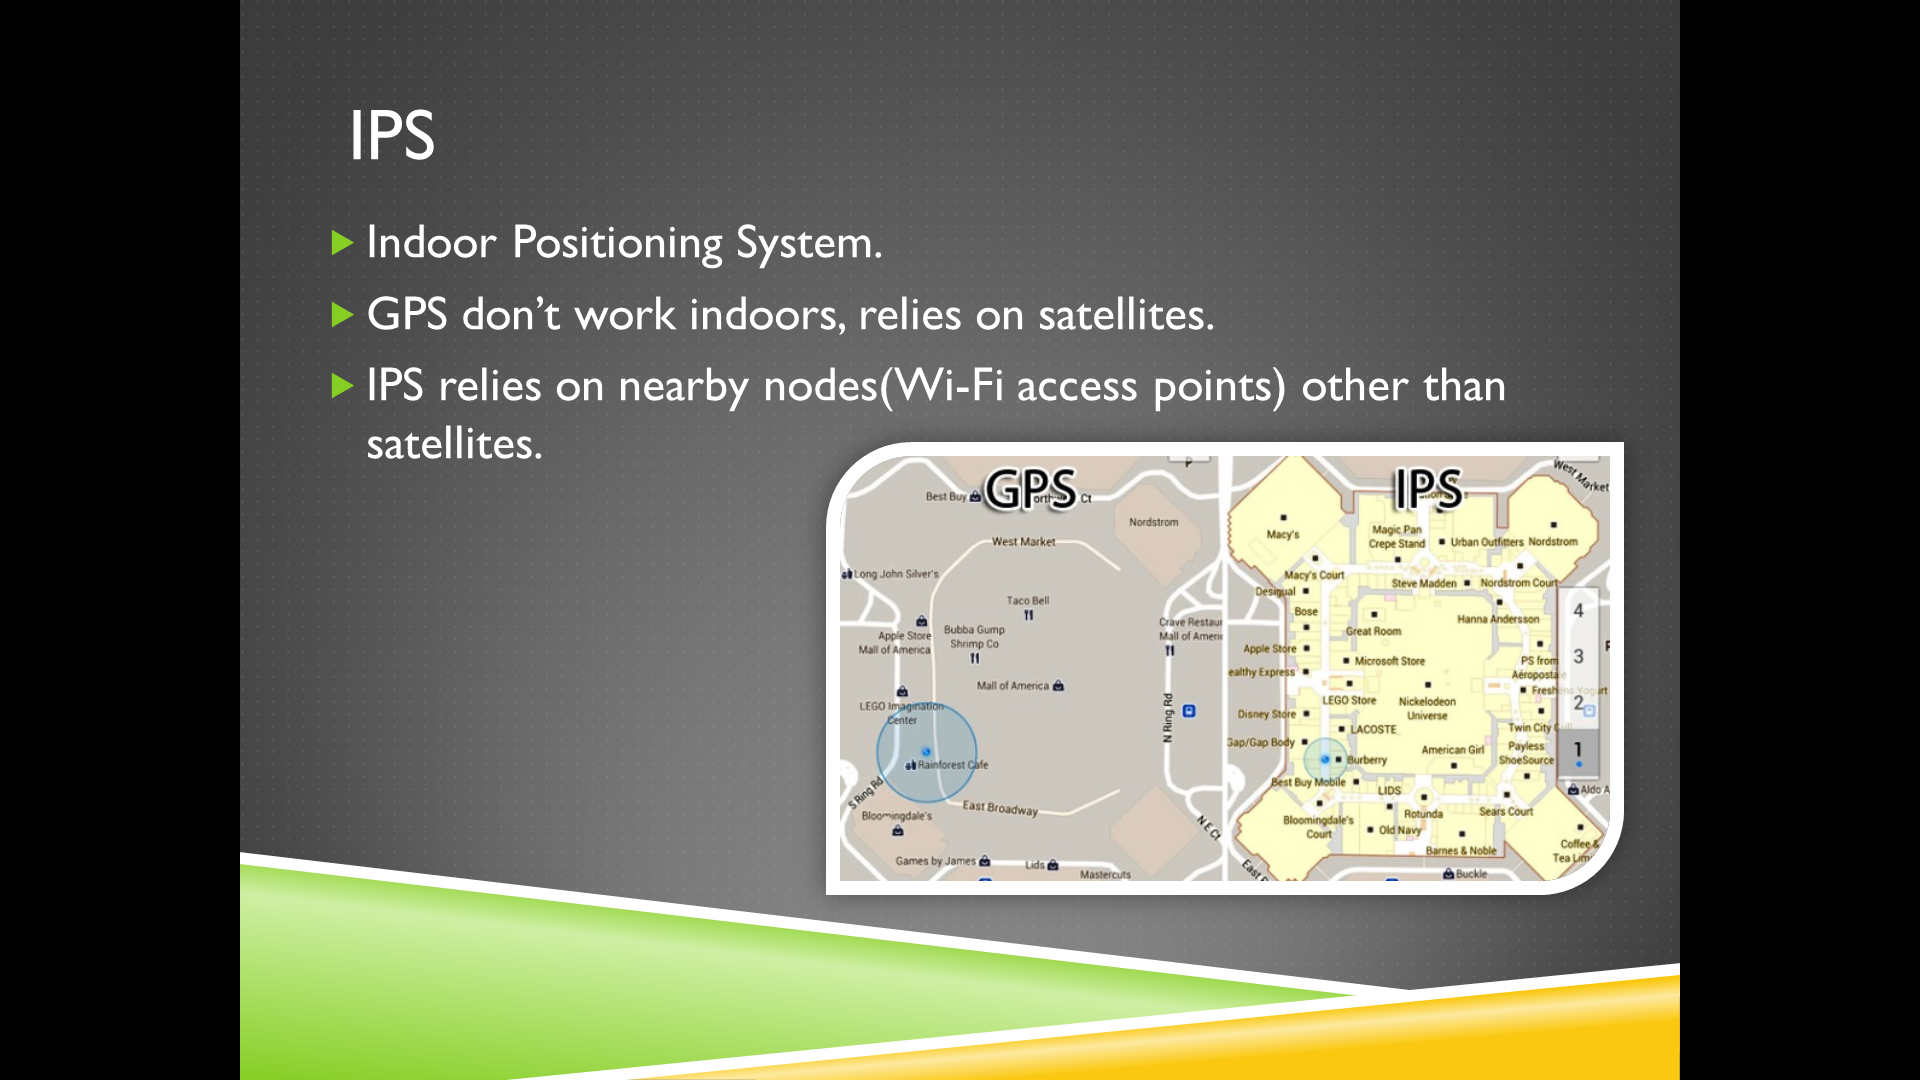 IPS
Indoor Positioning System.
GPS don't work indoors, relies on satellites.
IPS relies on nearby nodes(Wi-Fi access points) other than
satellites.
GPS
Best Buy
Ct
Nordstrom
West Market
Long John Silver's
Taco Bell
Bubba Gump
Shrimp Co
Apple Store
Mall of America
Crave Restaur
Mall of Ameri
Mall of America
LEGO Imagination
Center
N Ring Rd
Rainforest Cafe
S Ring Rd
East Broadway
Bloomingdale's
N E Ct
Games by James
Lids
Mastercuts
IPS
West Market
Macy's
Magic Pan
Crepe Stand
Urban Outfitters
Nordstrom
Macy's Court
Steve Madden
Nordstrom Court
Desigual
Bose
Hanna Andersson
4
Great Room
Apple Store
Microsoft Store
3
PS from
Aéropostale
ealthy Express
LEGO Store
Nickelodeon
Universe
Freshens Yogurt
2
Disney Store
LACOSTE
Twin City
Gap/Gap Body
American Girl
Payless
ShoeSource
1
Burberry
Best Buy Mobile
LIDS
Aldo A
Bloomingdale's
Court
Rotunda
Sears Court
Old Navy
Barnes & Noble
Coffee &
Tea Lim
Buckle
East